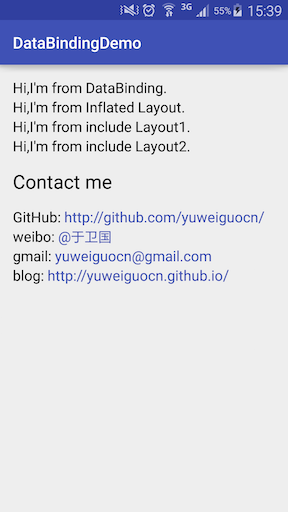 3G 55% 15:39
DataBindingDemo
Hi,I'm from DataBinding.
Hi,I'm from Inflated Layout.
Hi,I'm from include Layout1.
Hi,I'm from include Layout2.
Contact me
GitHub: http://github.com/yuweiguocn/
weibo: @于卫国
gmail: yuweiguocn@gmail.com
blog: http://yuweiguocn.github.io/